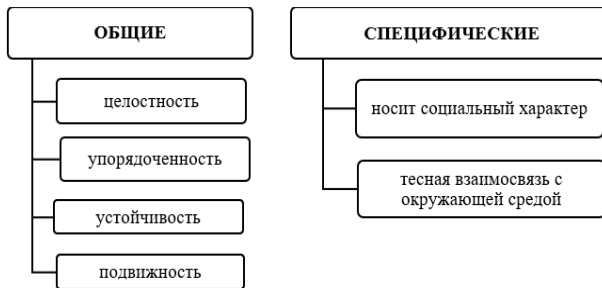 ОБЩИЕ
целостность
упорядоченность
устойчивость
подвижность
СПЕЦИФИЧЕСКИЕ
носит социальный характер
тесная взаимосвязь с
окружающей средой